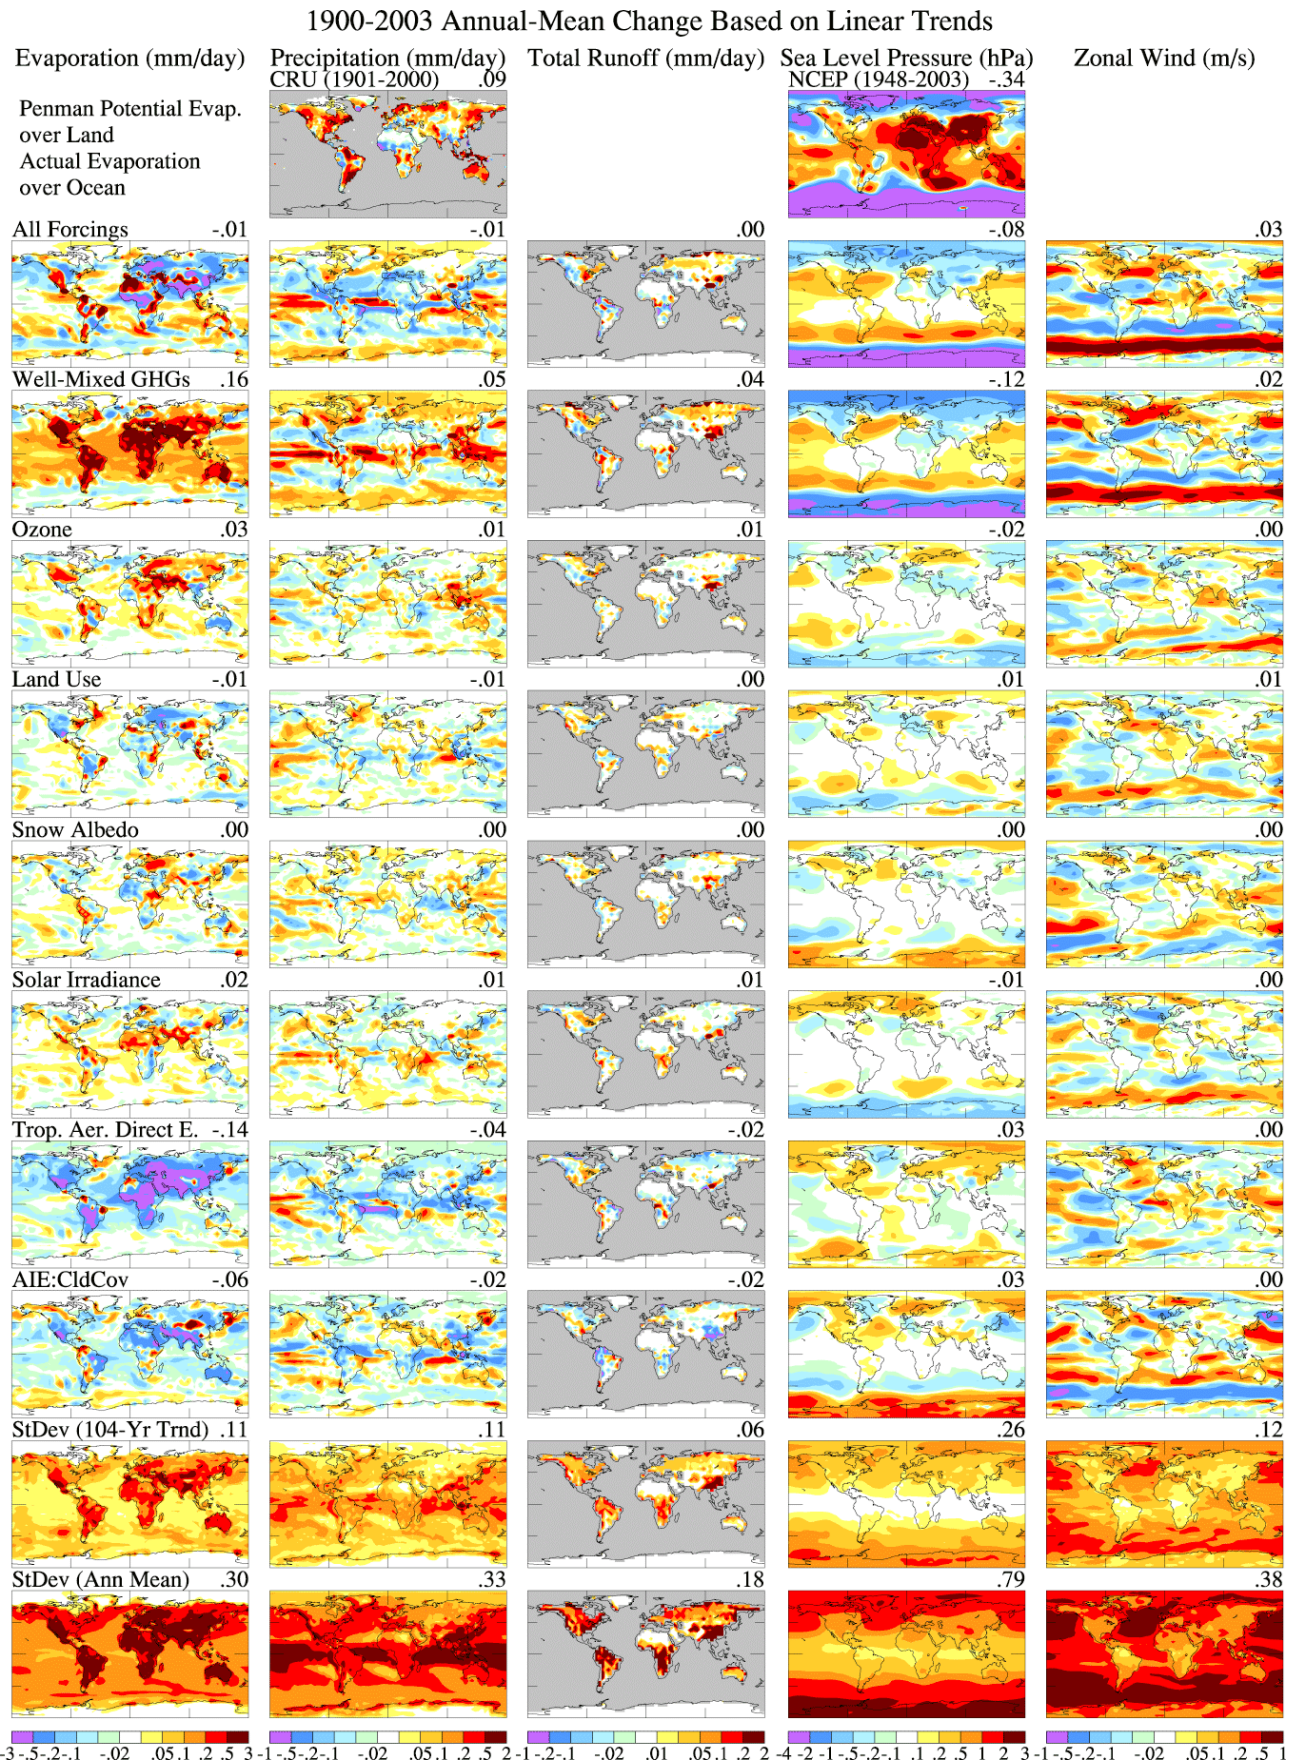 1900-2003 Annual-Mean Change Based on Linear Trends
Evaporation (mm/day) Precipitation (mm/day) Total Runoff (mm/day) Sea Level Pressure (hPa) Zonal Wind (m/s)
CRU (1901-2000) .09 NCEP (1948-2003) -.34
Penman Potential Evap.
over Land
Actual Evaporation
over Ocean
All Forcings -.01 -.01 .00 -.08 .03
Well-Mixed GHGs .16 .05 .04 -.12 .02
Ozone .03 .01 .01 -.02 .00
Land Use -.01 -.01 .00 .01 .01
Snow Albedo .00 .00 .00 .00 .00
Solar Irradiance .02 .01 .01 -.01 .00
Trop. Aer. Direct E. -.14 -.04 -.02 .03 .00
AIE:CldCov -.06 -.02 -.02 .03 .00
StDev (104-Yr Trnd) .11 .11 .06 .26 .12
StDev (Ann Mean) .30 .33 .18 .79 .38
-3 -.5 -.2 -.1 -.02 .05 .1 .2 .5 3 -1 -.5 -.2 -.1 -.02 .05 .1 .2 .5 2 -1 -.2 -.1 .01 .05 .1 2 -4 -2 -1 -.5 -.2 .1 .5 1 2 3 -1 -.5 -.2 -.1 -.02 .05 .1 .2 .5 1